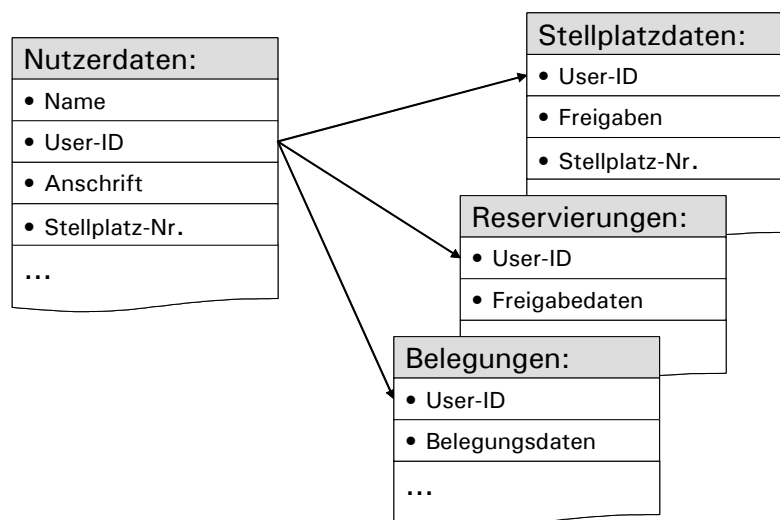 Nutzerdaten:
• Name
• User-ID
• Anschrift
• Stellplatz-Nr.
...
Stellplatzdaten:
• User-ID
• Freigaben
• Stellplatz-Nr.
Reservierungen:
• User-ID
• Freigabedaten
Belegungen:
• User-ID
• Belegungsdaten
...